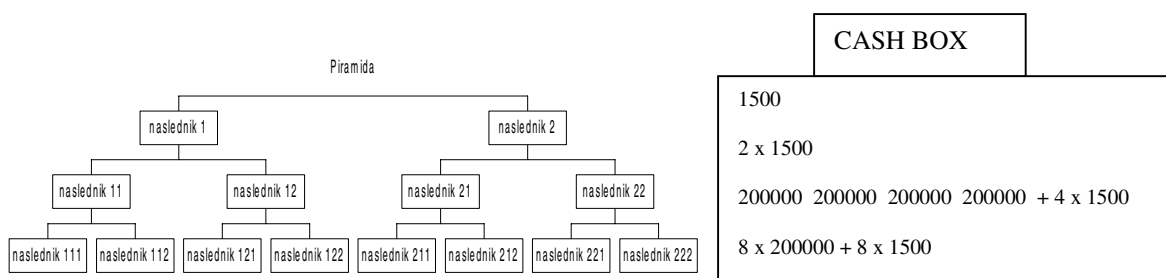 Piramida
naslednik 1 naslednik 2
naslednik 11 naslednik 12 naslednik 21 naslednik 22
naslednik 111 naslednik 112 naslednik 121 naslednik 122 naslednik 211 naslednik 212 naslednik 221 naslednik 222
CASH BOX
1500
2 x 1500
200000 200000 200000 200000 + 4 x 1500
8 x 200000 + 8 x 1500